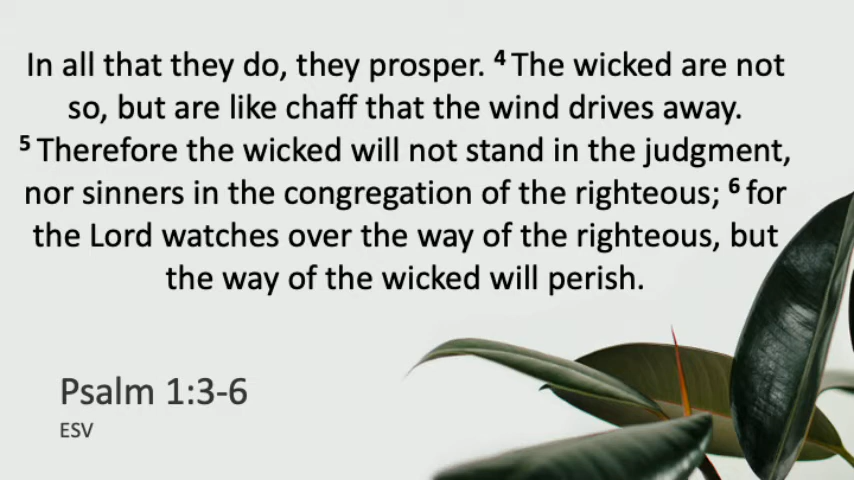 In all that they do, they prosper. ⁴ The wicked are not
so, but are like chaff that the wind drives away.
⁵ Therefore the wicked will not stand in the judgment,
nor sinners in the congregation of the righteous; ⁶ for
the Lord watches over the way of the righteous, but
the way of the wicked will perish.
Psalm 1:3-6
ESV